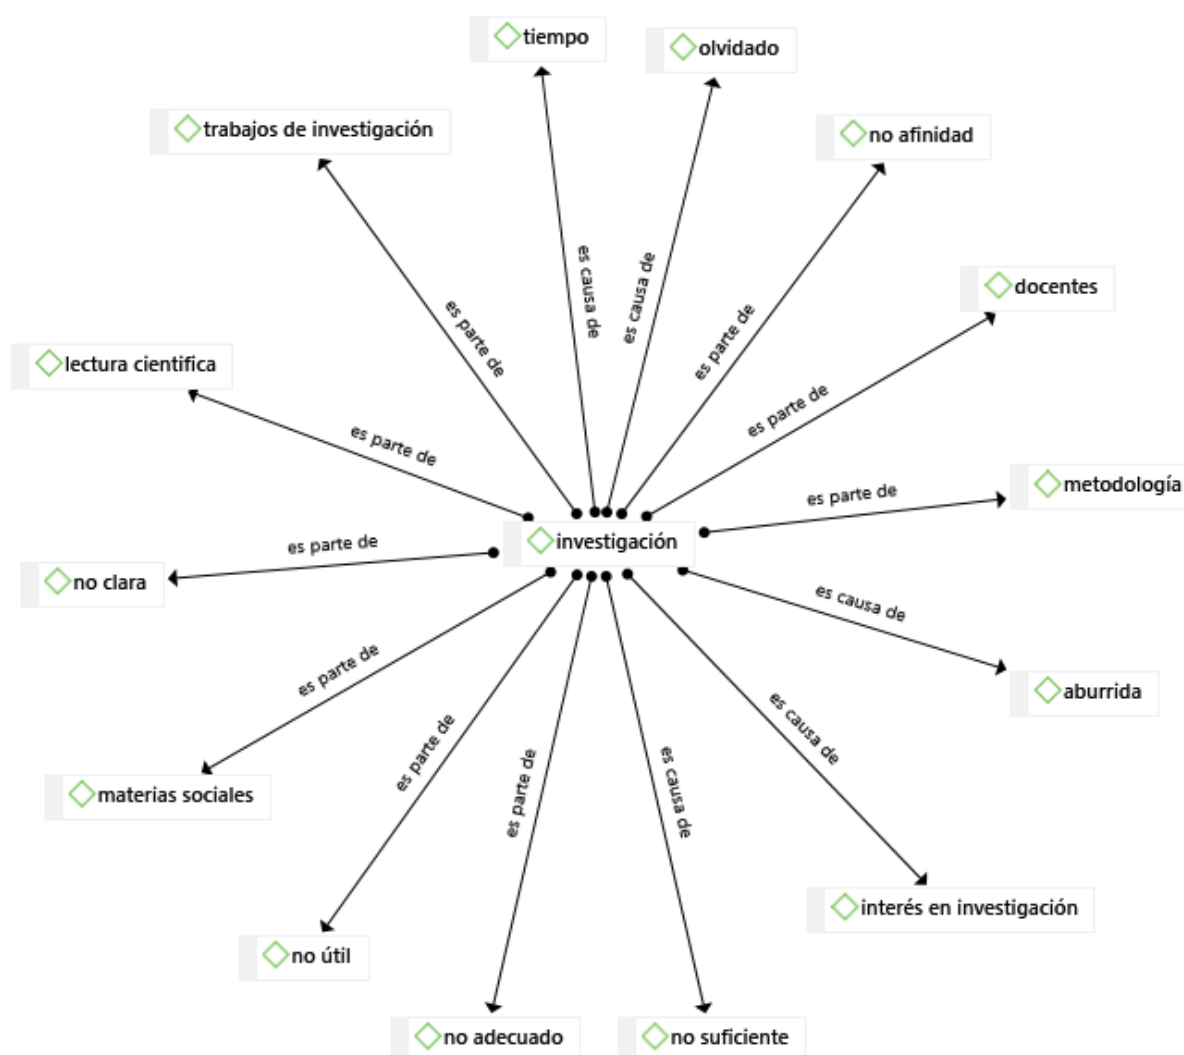 tiempo
olvidado
trabajos de investigación
no afinidad
docentes
es causa de
es causa de
es parte de
es parte de
lectura cientifica
es parte de
es parte de
metodología
es parte de
investigación
es parte de
no clara
es causa de
es parte de
aburrida
es causa de
es parte de
es parte de
es causa de
materias sociales
interés en investigación
no útil
no adecuado
no suficiente